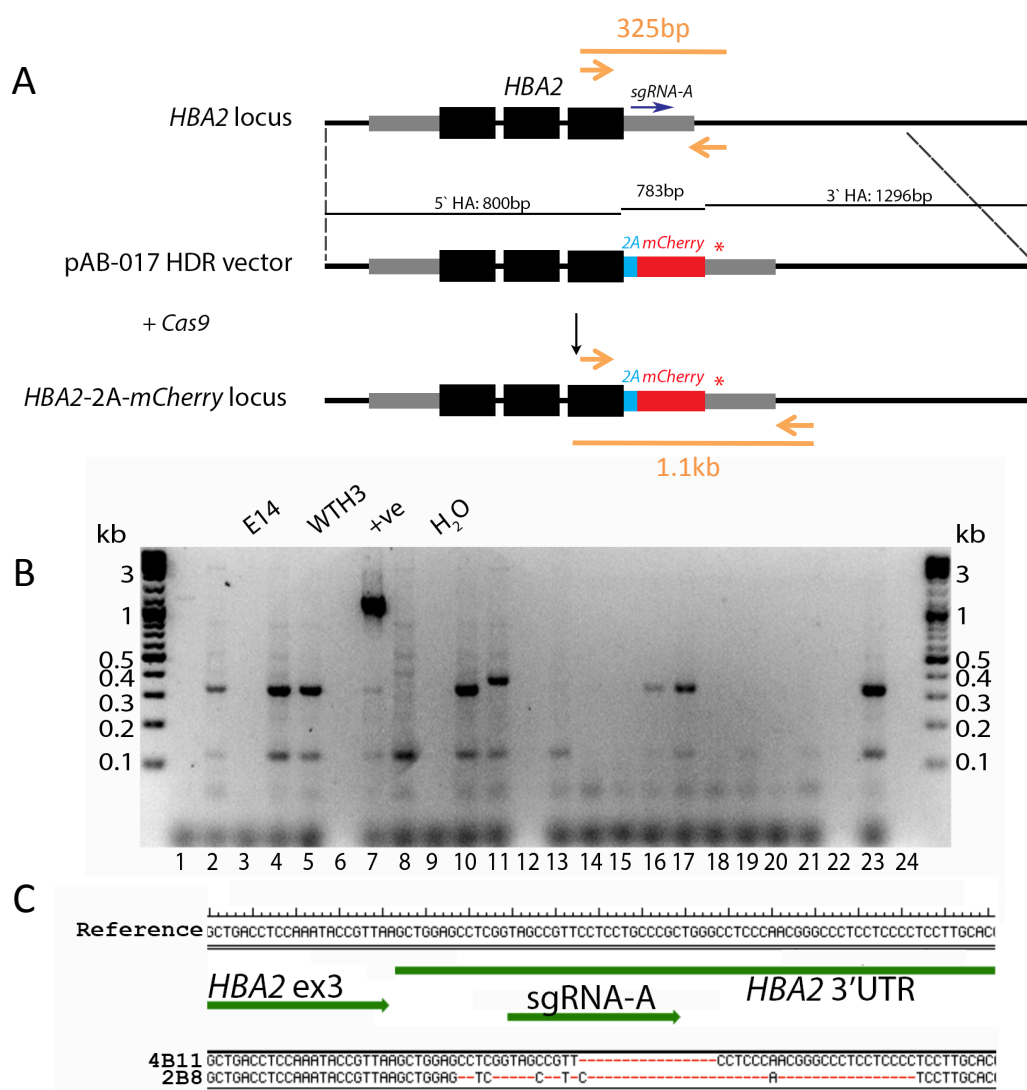 A
325bp
HBA2
sgRNA-A
HBA2 locus
5` HA: 800bp
783bp
3` HA: 1296bp
2A mCherry *
pAB-017 HDR vector
+ Cas9
2A mCherry *
HBA2-2A-mCherry locus
1.1kb
B
E14 WTH3 +ve H₂O
kb kb
3 3
1 1
0.5 0.5
0.4 0.4
0.3 0.3
0.2 0.2
0.1 0.1
1 2 3 4 5 6 7 8 9 10 11 12 13 14 15 16 17 18 19 20 21 22 23 24
C
Reference GCTGACCTCCAAATACCGTTAAGCTGGAGCCTCGGTAGCCGTTCCTCCTGCCCGCTGGGCCTCCCAACGGGCCCTCCTCCCCTCCTTGCAC
HBA2 ex3 sgRNA-A HBA2 3'UTR
4B11 GCTGACCTCCAAATACCGTTAAGCTGGAGCCTCGGTAGCCGTT----------------CCTCCCAACGGGCCCTCCTCCCCTCCTTGCAC
2B8 GCTGACCTCCAAATACCGTTAAGCTGGAG--TC-----C--T-C---------------------A----------------TCCTTGCAC